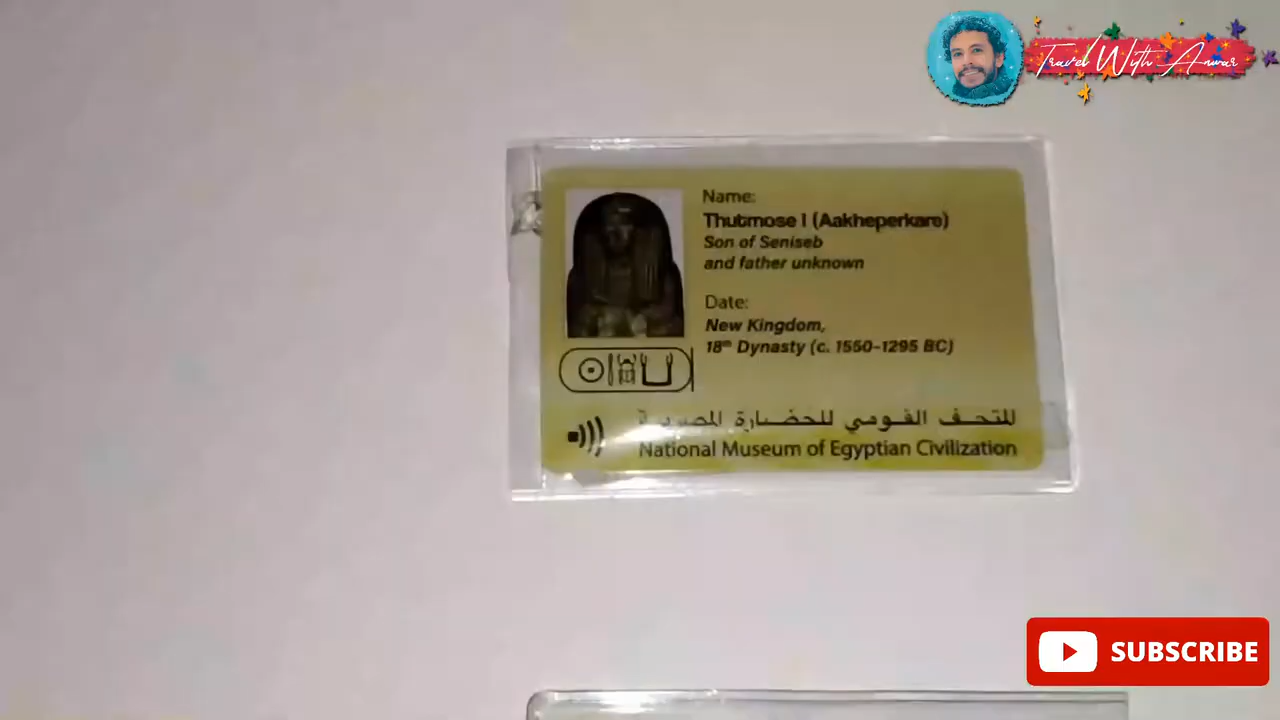 Travel With Anwar
Name:
Thutmose I (Aakheperkare)
Son of Seniseb
and father unknown
Date:
New Kingdom,
18th Dynasty (c. 1550-1295 BC)
المتحف القومي للحضارة المصرية
National Museum of Egyptian Civilization
SUBSCRIBE